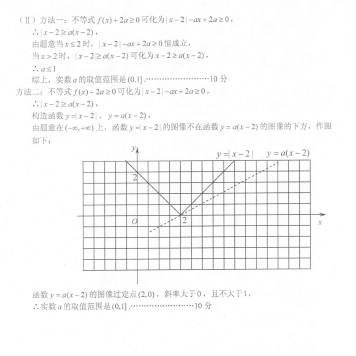 (Ⅱ) 方法一：不等式 f(x)+2a≥0 可化为|x−2|−ax+2a≥0，
∴|x−2|≥a(x−2)，
由题意当 x≤2 时，|x−2|−ax+2a≥0 恒成立，
当 x>2 时，|x−2|≥a(x−2) 可化为 x−2≥a(x−2)，
∴a≤1
综上，实数 a 的取值范围是(0,1]．………………………10 分
方法二：不等式 f(x)+2a≥0 可化为|x−2|−ax+2a≥0，
∴|x−2|≥a(x−2)，
构造函数 y=|x−2|，y=a(x−2)，
由题意在(−∞,+∞) 上，函数 y=|x−2| 的图像不在函数 y=a(x−2) 的图像的下方，作图
如下：
y
y=|x−2|
y=a(x−2)
2
O
2
x
函数 y=a(x−2) 的图像过定点(2,0)，斜率大于 0，且不大于 1，
∴实数 a 的取值范围是(0,1]．………………………10 分